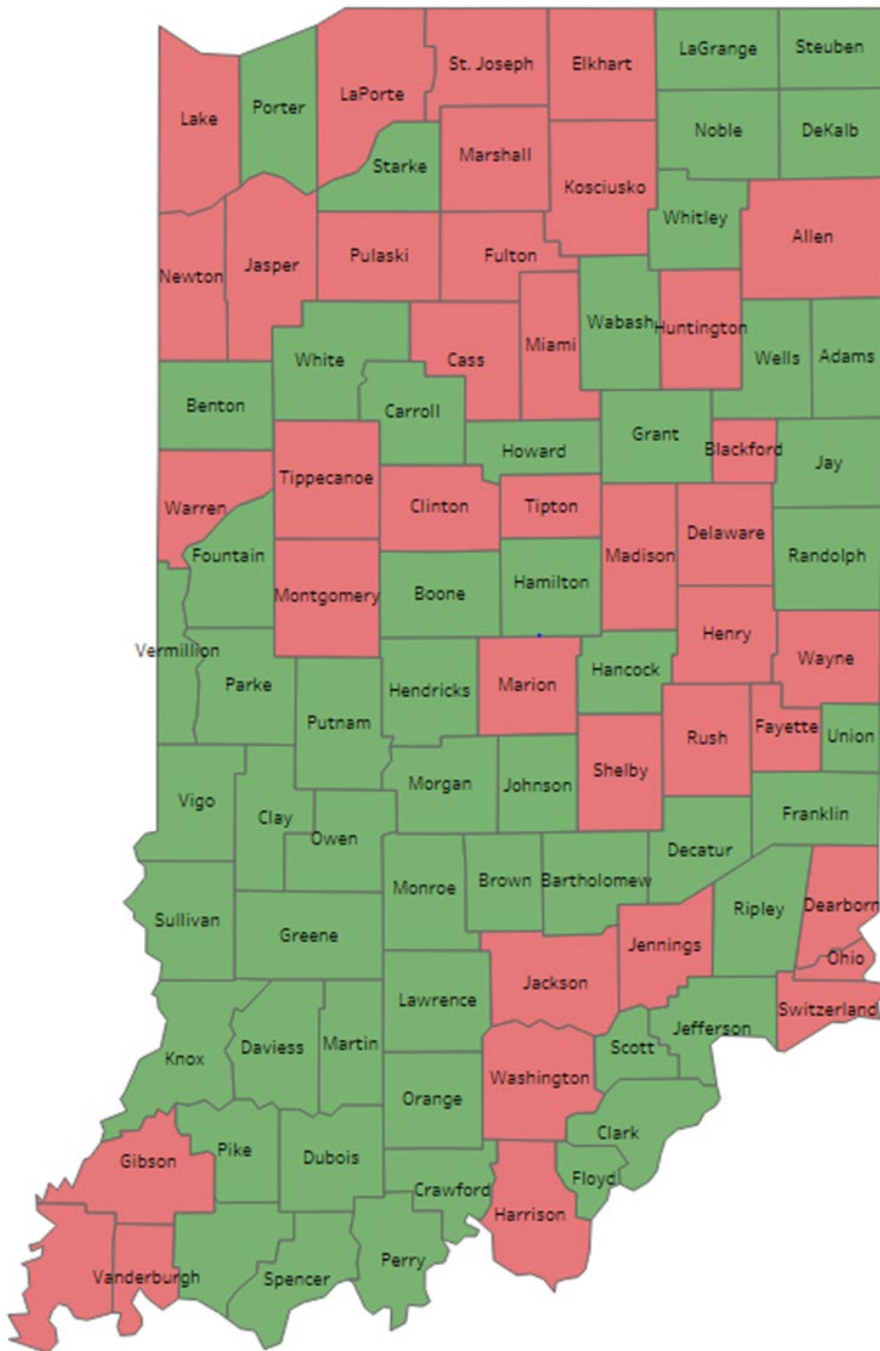 LaGrange
Steuben
St. Joseph
Elkhart
LaPorte
Porter
Lake
Noble
DeKalb
Marshall
Starke
Kosciusko
Whitley
Allen
Newton
Jasper
Pulaski
Fulton
Wabash
Huntington
Miami
White
Cass
Wells
Adams
Benton
Carroll
Grant
Howard
Blackford
Jay
Tippecanoe
Warren
Clinton
Tipton
Delaware
Madison
Fountain
Randolph
Montgomery
Boone
Hamilton
Henry
Vermillion
Wayne
Hancock
Parke
Hendricks
Marion
Putnam
Fayette
Rush
Union
Shelby
Morgan
Johnson
Vigo
Clay
Franklin
Owen
Decatur
Monroe
Brown
Bartholomew
Ripley
Dearborn
Sullivan
Greene
Jennings
Ohio
Jackson
Lawrence
Switzerland
Jefferson
Knox
Daviess
Martin
Scott
Washington
Orange
Clark
Pike
Dubois
Gibson
Floyd
Crawford
Harrison
Perry
Vanderburgh
Spencer